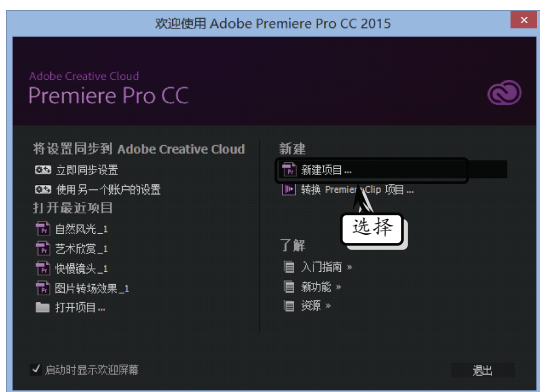 欢迎使用 Adobe Premiere Pro CC 2015
Adobe Creative Cloud
Premiere Pro CC
将设置同步到 Adobe Creative Cloud
立即同步设置
使用另一个账户的设置
打开最近项目
自然风光_1
艺术欣赏_1
快慢镜头_1
图片转场效果_1
打开项目...
新建
新建项目...
转换 Premiere Clip 项目...
选择
了解
入门指南 »
新功能 »
资源 »
启动时显示欢迎屏幕
退出